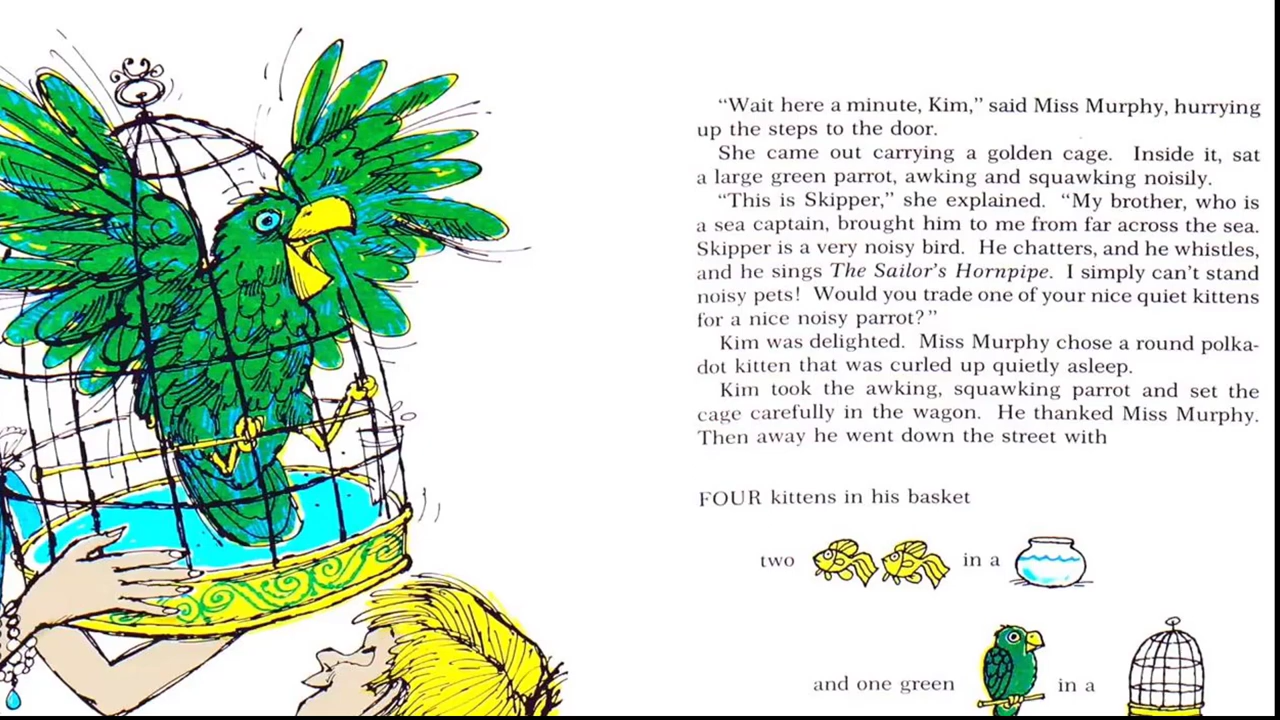 “Wait here a minute, Kim,” said Miss Murphy, hurrying
up the steps to the door.
She came out carrying a golden cage. Inside it, sat
a large green parrot, awking and squawking noisily.
“This is Skipper,” she explained. “My brother, who is
a sea captain, brought him to me from far across the sea.
Skipper is a very noisy bird. He chatters, and he whistles,
and he sings The Sailor's Hornpipe. I simply can't stand
noisy pets! Would you trade one of your nice quiet kittens
for a nice noisy parrot?”
Kim was delighted. Miss Murphy chose a round polka-
dot kitten that was curled up quietly asleep.
Kim took the awking, squawking parrot and set the
cage carefully in the wagon. He thanked Miss Murphy.
Then away he went down the street with
FOUR kittens in his basket
two in a
and one green in a